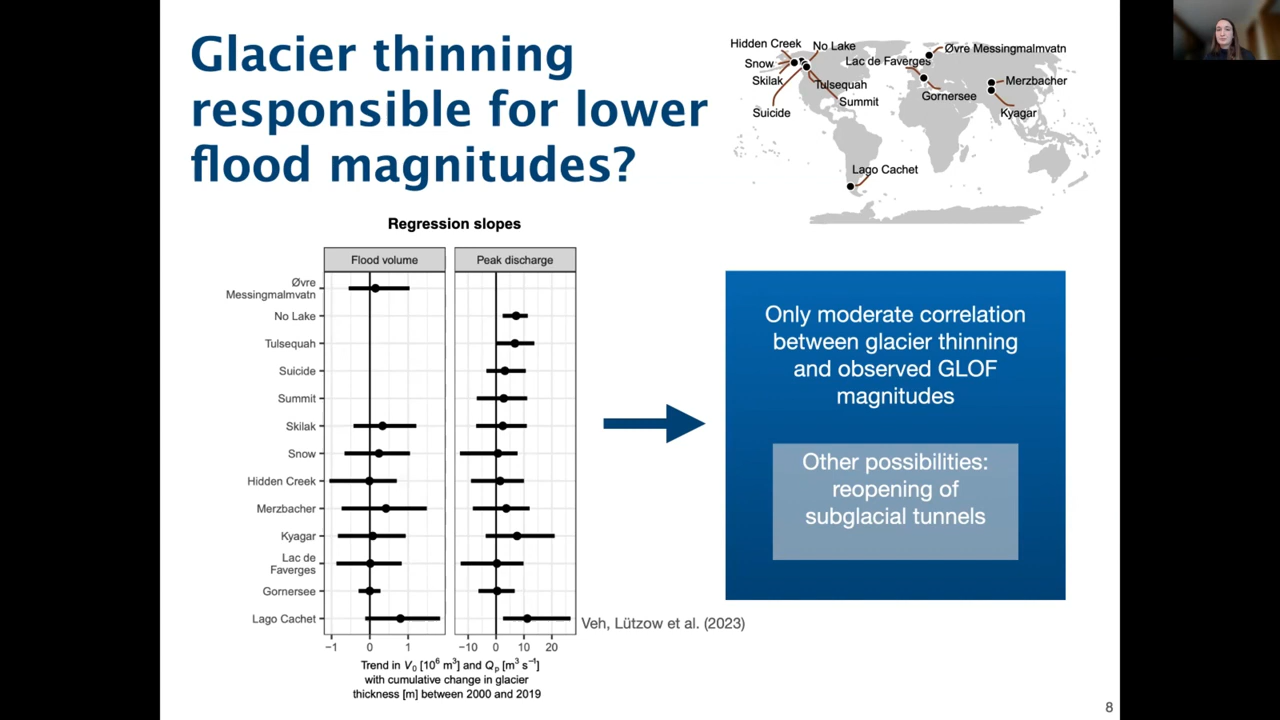 Glacier thinning
responsible for lower
flood magnitudes?
Hidden Creek
No Lake
Øvre Messingmalmvatn
Snow
Lac de Faverges
Skilak
Tulsequah
Merzbacher
Summit
Gornersee
Suicide
Kyagar
Lago Cachet
Regression slopes
Flood volume
Peak discharge
Øvre
Messingmalmvatn
No Lake
Tulsequah
Suicide
Summit
Skilak
Snow
Hidden Creek
Merzbacher
Kyagar
Lac de
Faverges
Gornersee
Lago Cachet
−1 0 1
−10 0 10 20
Trend in V₀ [10⁶ m³] and Qₚ [m³ s⁻¹]
with cumulative change in glacier
thickness [m] between 2000 and 2019
Veh, Lützow et al. (2023)
Only moderate correlation
between glacier thinning
and observed GLOF
magnitudes
Other possibilities:
reopening of
subglacial tunnels
8